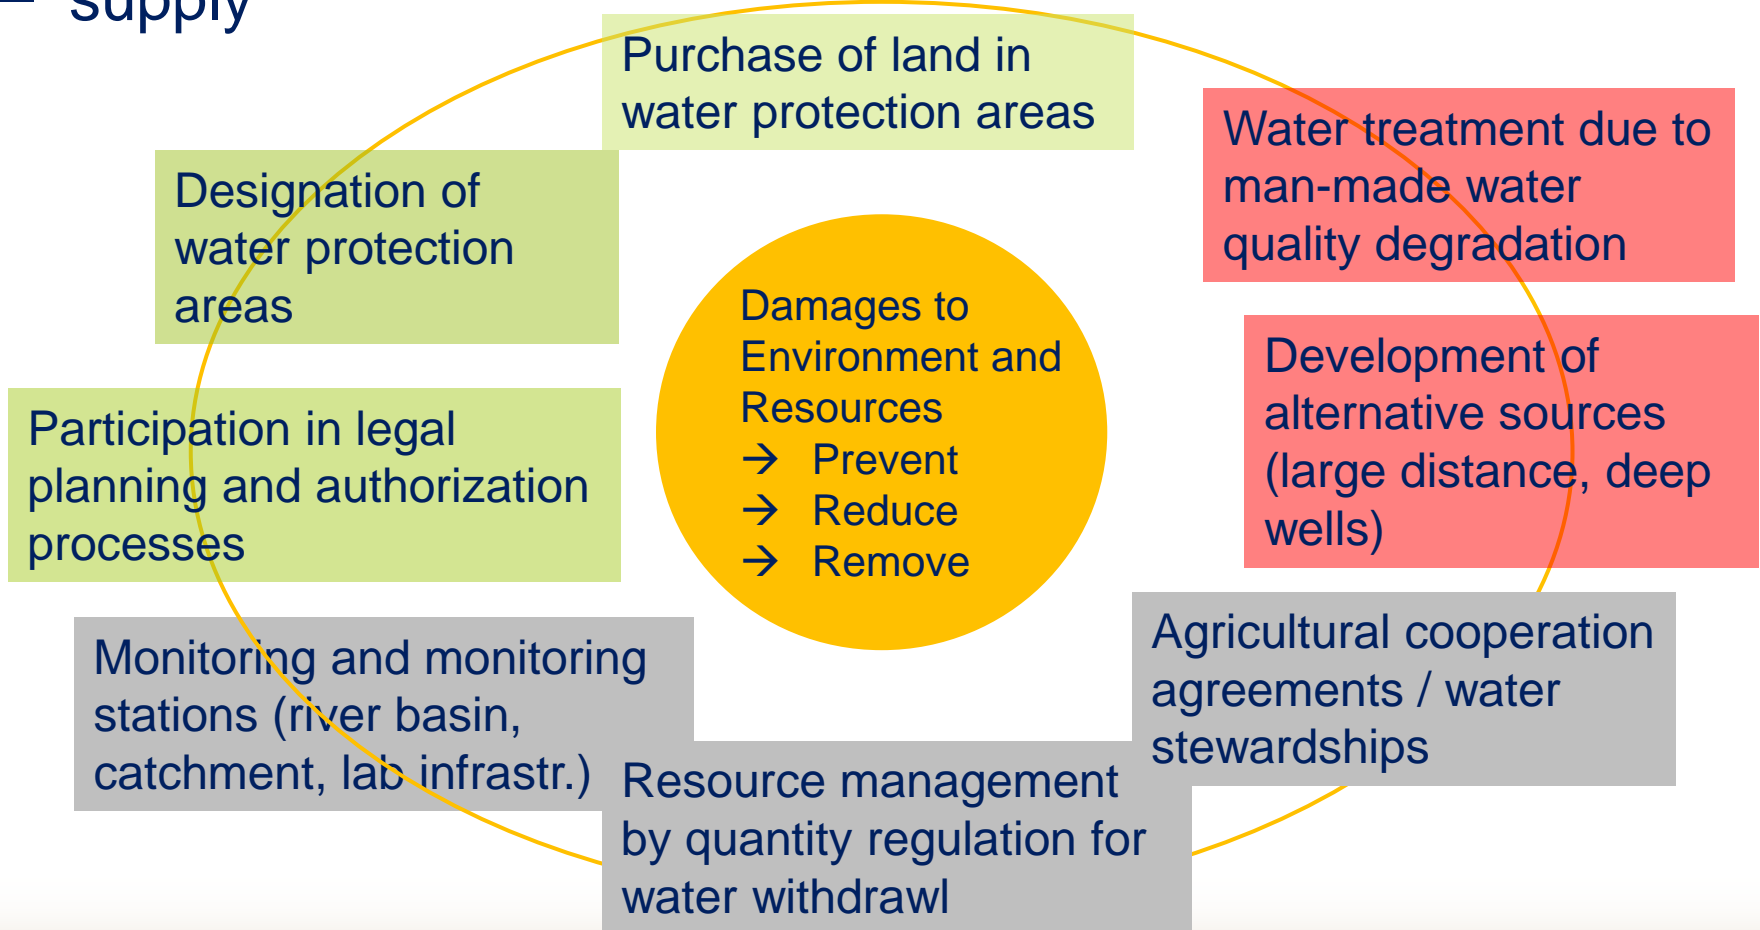 – supply
Purchase of land in
water protection areas
Water treatment due to
man-made water
quality degradation
Designation of
water protection
areas
Damages to
Environment and
Resources
→ Prevent
→ Reduce
→ Remove
Development of
alternative sources
(large distance, deep
wells)
Participation in legal
planning and authorization
processes
Agricultural cooperation
agreements / water
stewardships
Monitoring and monitoring
stations (river basin,
catchment, lab infrastr.)
Resource management
by quantity regulation for
water withdrawl